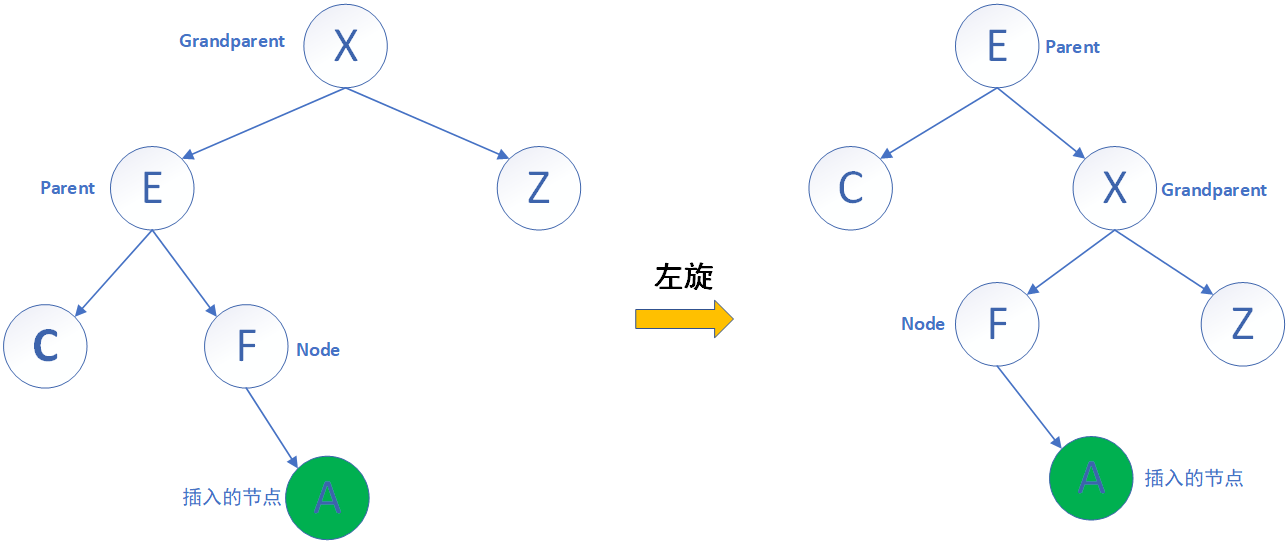 Grandparent
X
E
Parent
Parent
E
Z
C
X
Grandparent
左旋
C
F
Node
Node
F
Z
插入的节点
A
A
插入的节点